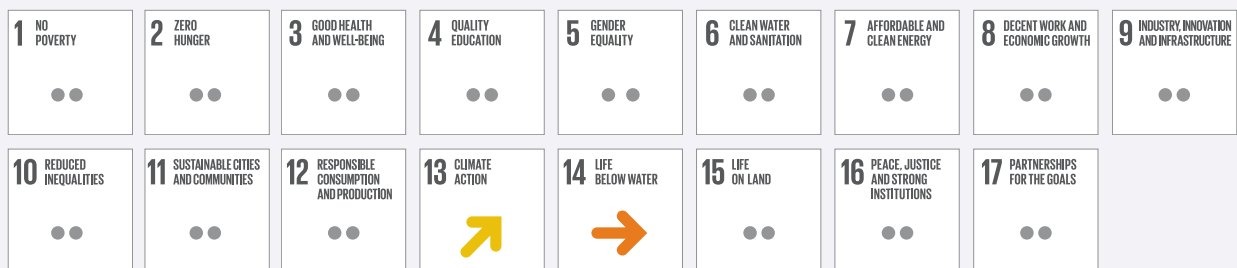 1 NO
POVERTY
2 ZERO
HUNGER
3 GOOD HEALTH
AND WELL-BEING
4 QUALITY
EDUCATION
5 GENDER
EQUALITY
6 CLEAN WATER
AND SANITATION
7 AFFORDABLE AND
CLEAN ENERGY
8 DECENT WORK AND
ECONOMIC GROWTH
9 INDUSTRY, INNOVATION
AND INFRASTRUCTURE
10 REDUCED
INEQUALITIES
11 SUSTAINABLE CITIES
AND COMMUNITIES
12 RESPONSIBLE
CONSUMPTION
AND PRODUCTION
13 CLIMATE
ACTION
14 LIFE
BELOW WATER
15 LIFE
ON LAND
16 PEACE, JUSTICE
AND STRONG
INSTITUTIONS
17 PARTNERSHIPS
FOR THE GOALS